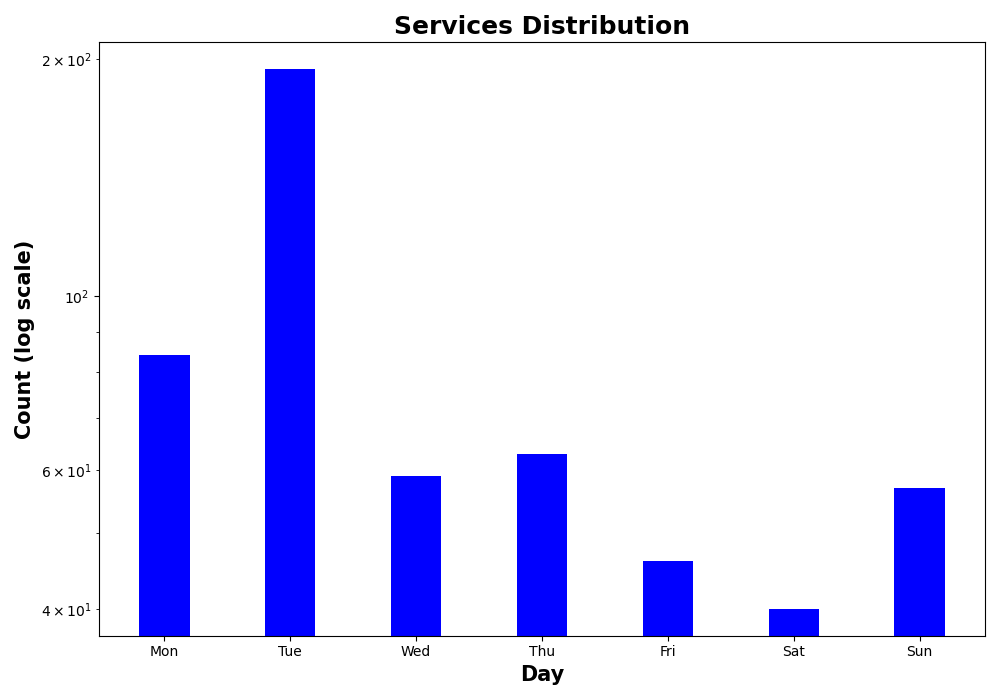 Services Distribution
Count (log scale)
2 × 10²
10²
6 × 10¹
4 × 10¹
Mon Tue Wed Thu Fri Sat Sun
Day